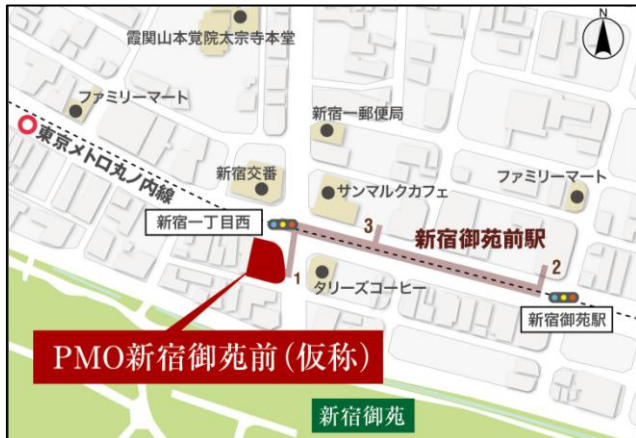 霞関山本覚院太宗寺本堂
N
ファミリーマート
新宿一郵便局
東京メトロ丸ノ内線
新宿交番
サンマルクカフェ
ファミリーマート
新宿一丁目西
3
新宿御苑前駅
2
1
タリーズコーヒー
新宿御苑駅
PMO新宿御苑前(仮称)
新宿御苑